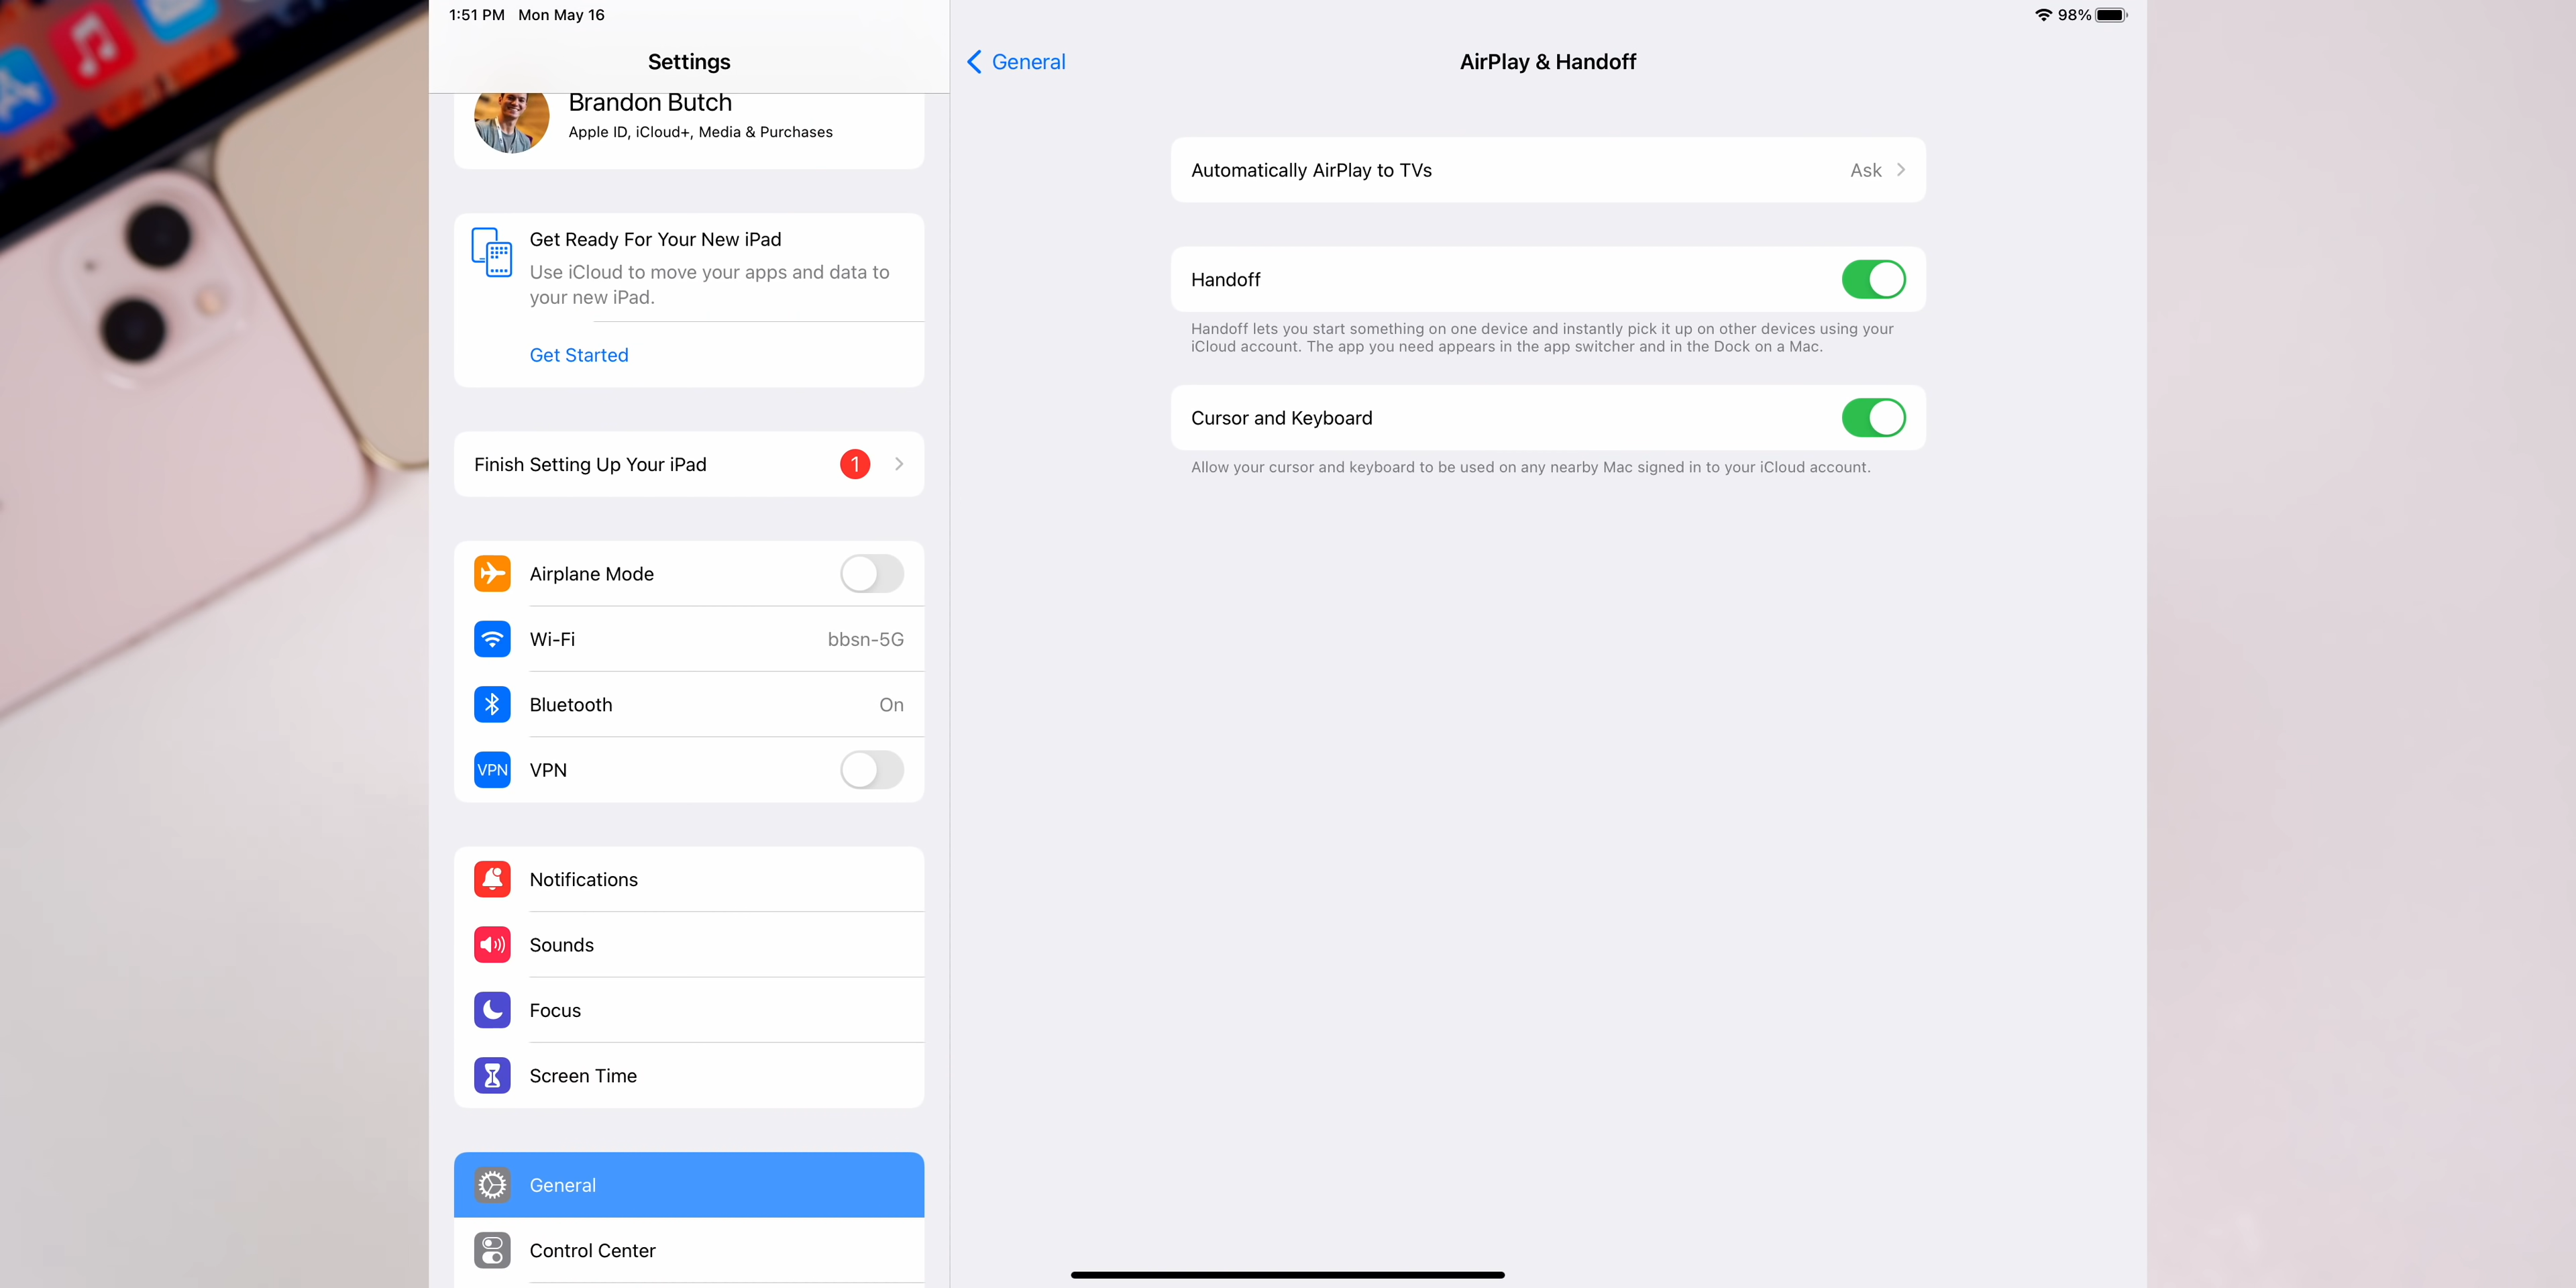 1:51 PM Mon May 16
98%
Settings
Brandon Butch
Apple ID, iCloud+, Media & Purchases
Get Ready For Your New iPad
Use iCloud to move your apps and data to
your new iPad.
Get Started
Finish Setting Up Your iPad 1
Airplane Mode
Wi-Fi bbsn-5G
Bluetooth On
VPN VPN
Notifications
Sounds
Focus
Screen Time
General
Control Center
General
AirPlay & Handoff
Automatically AirPlay to TVs Ask
Handoff
Handoff lets you start something on one device and instantly pick it up on other devices using your
iCloud account. The app you need appears in the app switcher and in the Dock on a Mac.
Cursor and Keyboard
Allow your cursor and keyboard to be used on any nearby Mac signed in to your iCloud account.